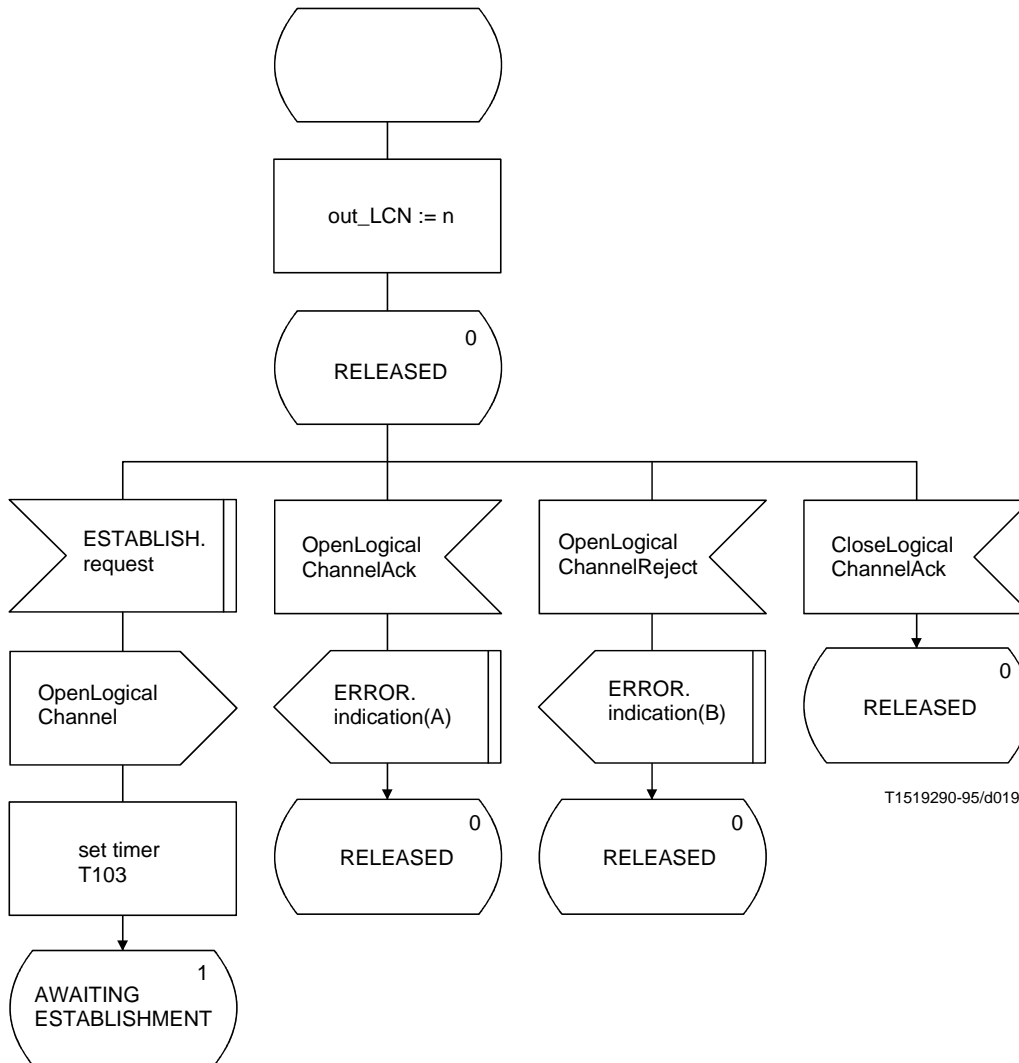 out_LCN := n
0
RELEASED
ESTABLISH.
request
OpenLogical
ChannelAck
OpenLogical
ChannelReject
CloseLogical
ChannelAck
OpenLogical
Channel
ERROR.
indication(A)
ERROR.
indication(B)
0
RELEASED
T1519290-95/d019
set timer
T103
0
RELEASED
0
RELEASED
1
AWAITING
ESTABLISHMENT